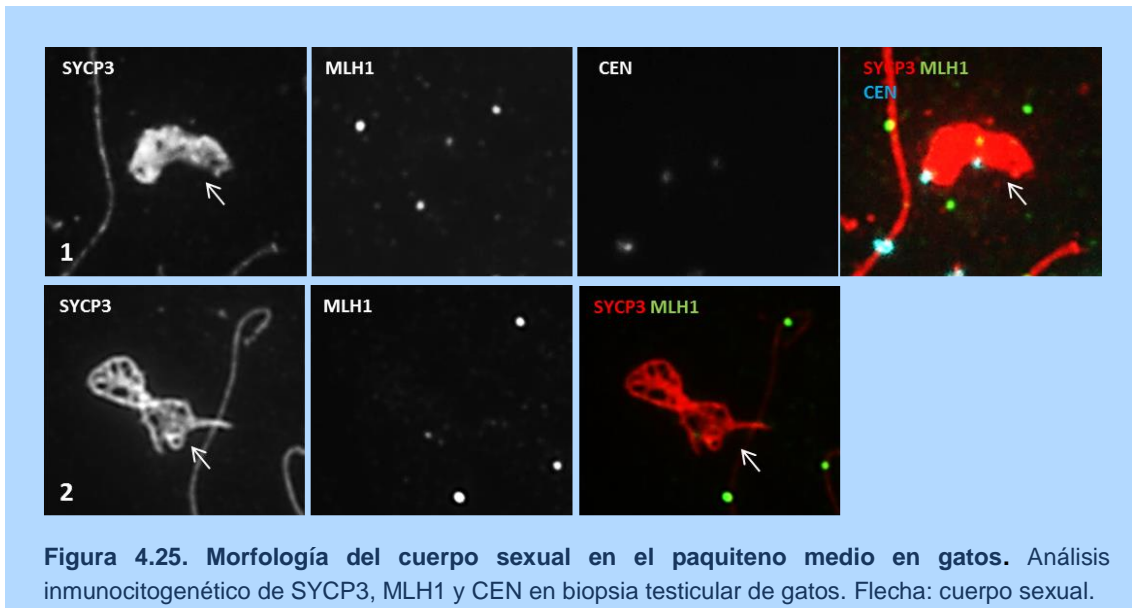 SYCP3
MLH1
CEN
SYCP3 MLH1
CEN
1
SYCP3
MLH1
SYCP3 MLH1
2
Figura 4.25. Morfología del cuerpo sexual en el paquiteno medio en gatos. Análisis
inmunocitogenético de SYCP3, MLH1 y CEN en biopsia testicular de gatos. Flecha: cuerpo sexual.